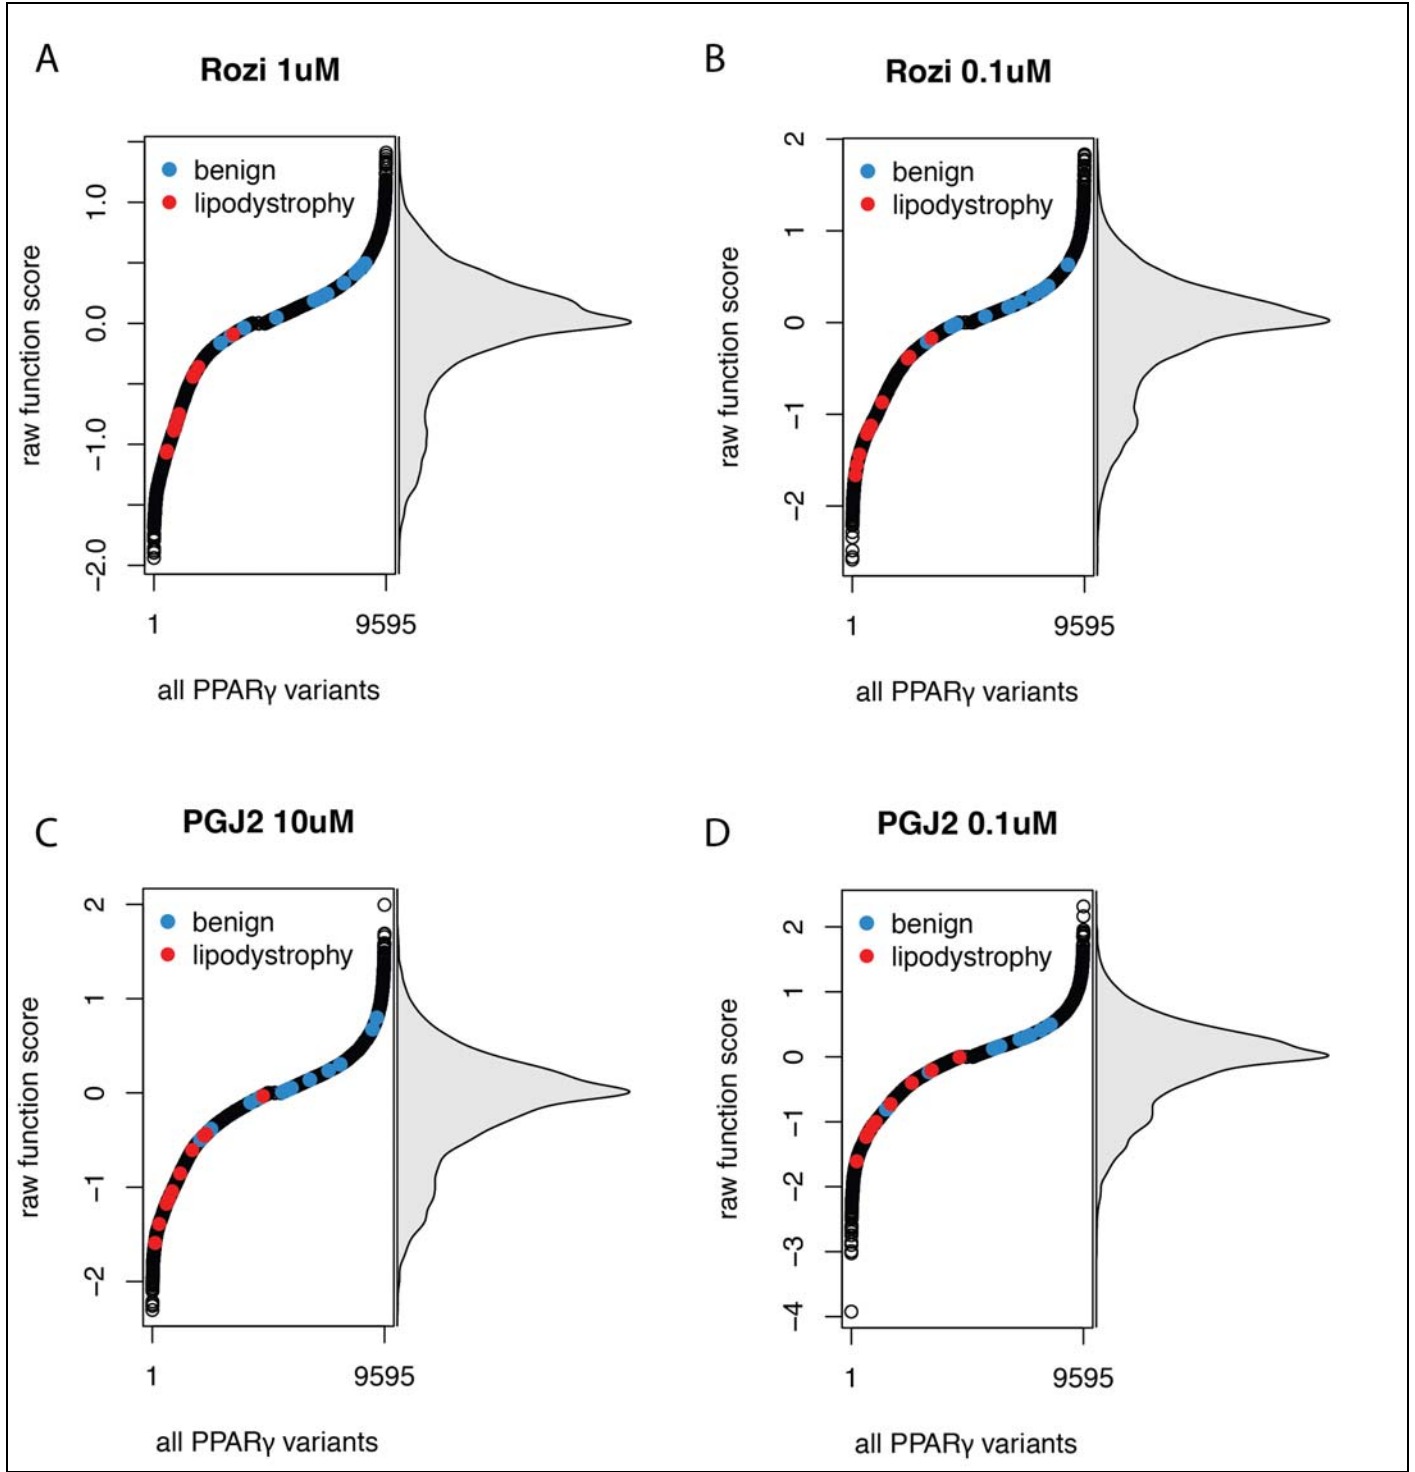 A
Rozi 1uM
benign
lipodystrophy
raw function score
1.0
0.0
−1.0
−2.0
1
9595
all PPARγ variants
B
Rozi 0.1uM
benign
lipodystrophy
raw function score
2
1
0
−1
−2
1
9595
all PPARγ variants
C
PGJ2 10uM
benign
lipodystrophy
raw function score
2
1
0
−1
−2
1
9595
all PPARγ variants
D
PGJ2 0.1uM
benign
lipodystrophy
raw function score
2
1
0
−1
−2
−3
−4
1
9595
all PPARγ variants